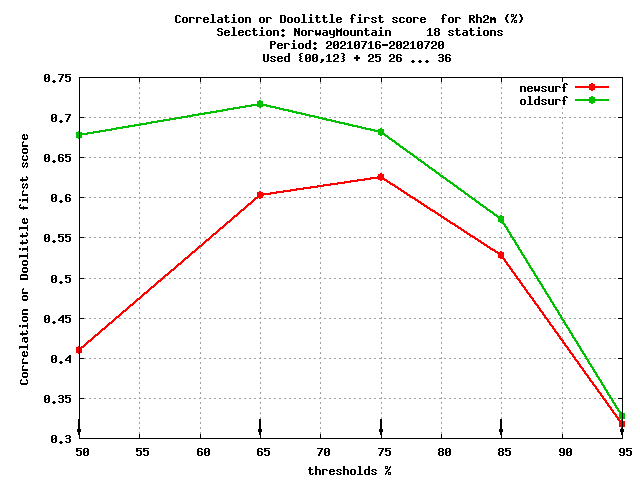 Correlation or Doolittle first score  for Rh2m (%)
Selection: NorwayMountain     18 stations
Period: 20210716-20210720
Used {00,12} + 25 26 ... 36
newsurf
oldsurf
Correlation or Doolittle first score
0.75
0.7
0.65
0.6
0.55
0.5
0.45
0.4
0.35
0.3
50 55 60 65 70 75 80 85 90 95
thresholds %